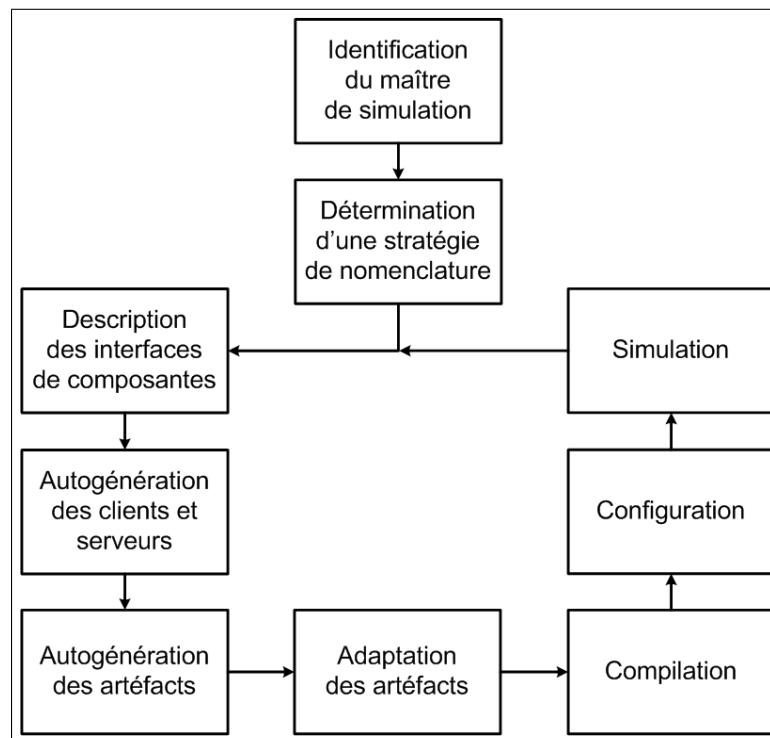 Identification
du maître
de simulation
Détermination
d'une stratégie
de nomenclature
Description
des interfaces
de composantes
Simulation
Autogénération
des clients et
serveurs
Configuration
Autogénération
des artéfacts
Adaptation
des artéfacts
Compilation